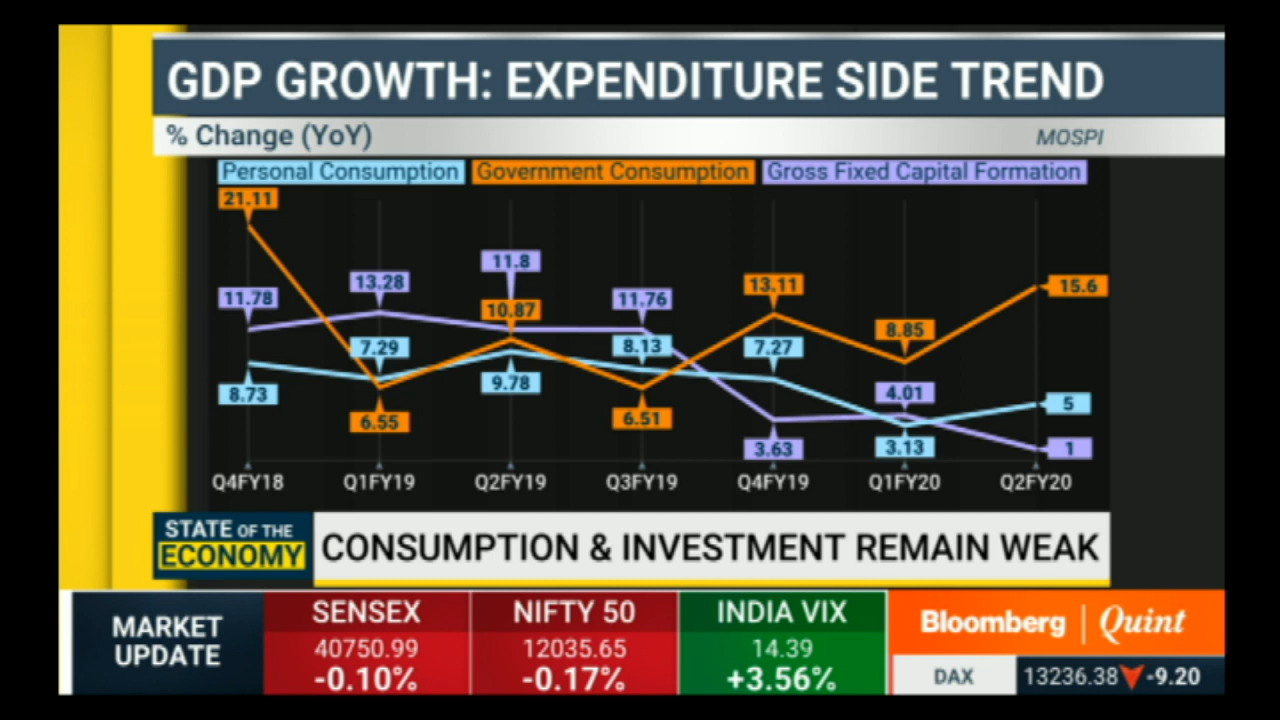 GDP GROWTH: EXPENDITURE SIDE TREND
% Change (YoY) MOSPI
Personal Consumption Government Consumption Gross Fixed Capital Formation
21.11
11.78 13.28 11.8 11.76 13.11 15.6
10.87
7.29 8.13 7.27 8.85
8.73 9.78 4.01 5
6.55 6.51 3.63 3.13 1
Q4FY18 Q1FY19 Q2FY19 Q3FY19 Q4FY19 Q1FY20 Q2FY20
STATE OF THE
ECONOMY
CONSUMPTION & INVESTMENT REMAIN WEAK
MARKET
UPDATE
SENSEX
40750.99
-0.10%
NIFTY 50
12035.65
-0.17%
INDIA VIX
14.39
+3.56%
Bloomberg | Quint
DAX 13236.38 -9.20